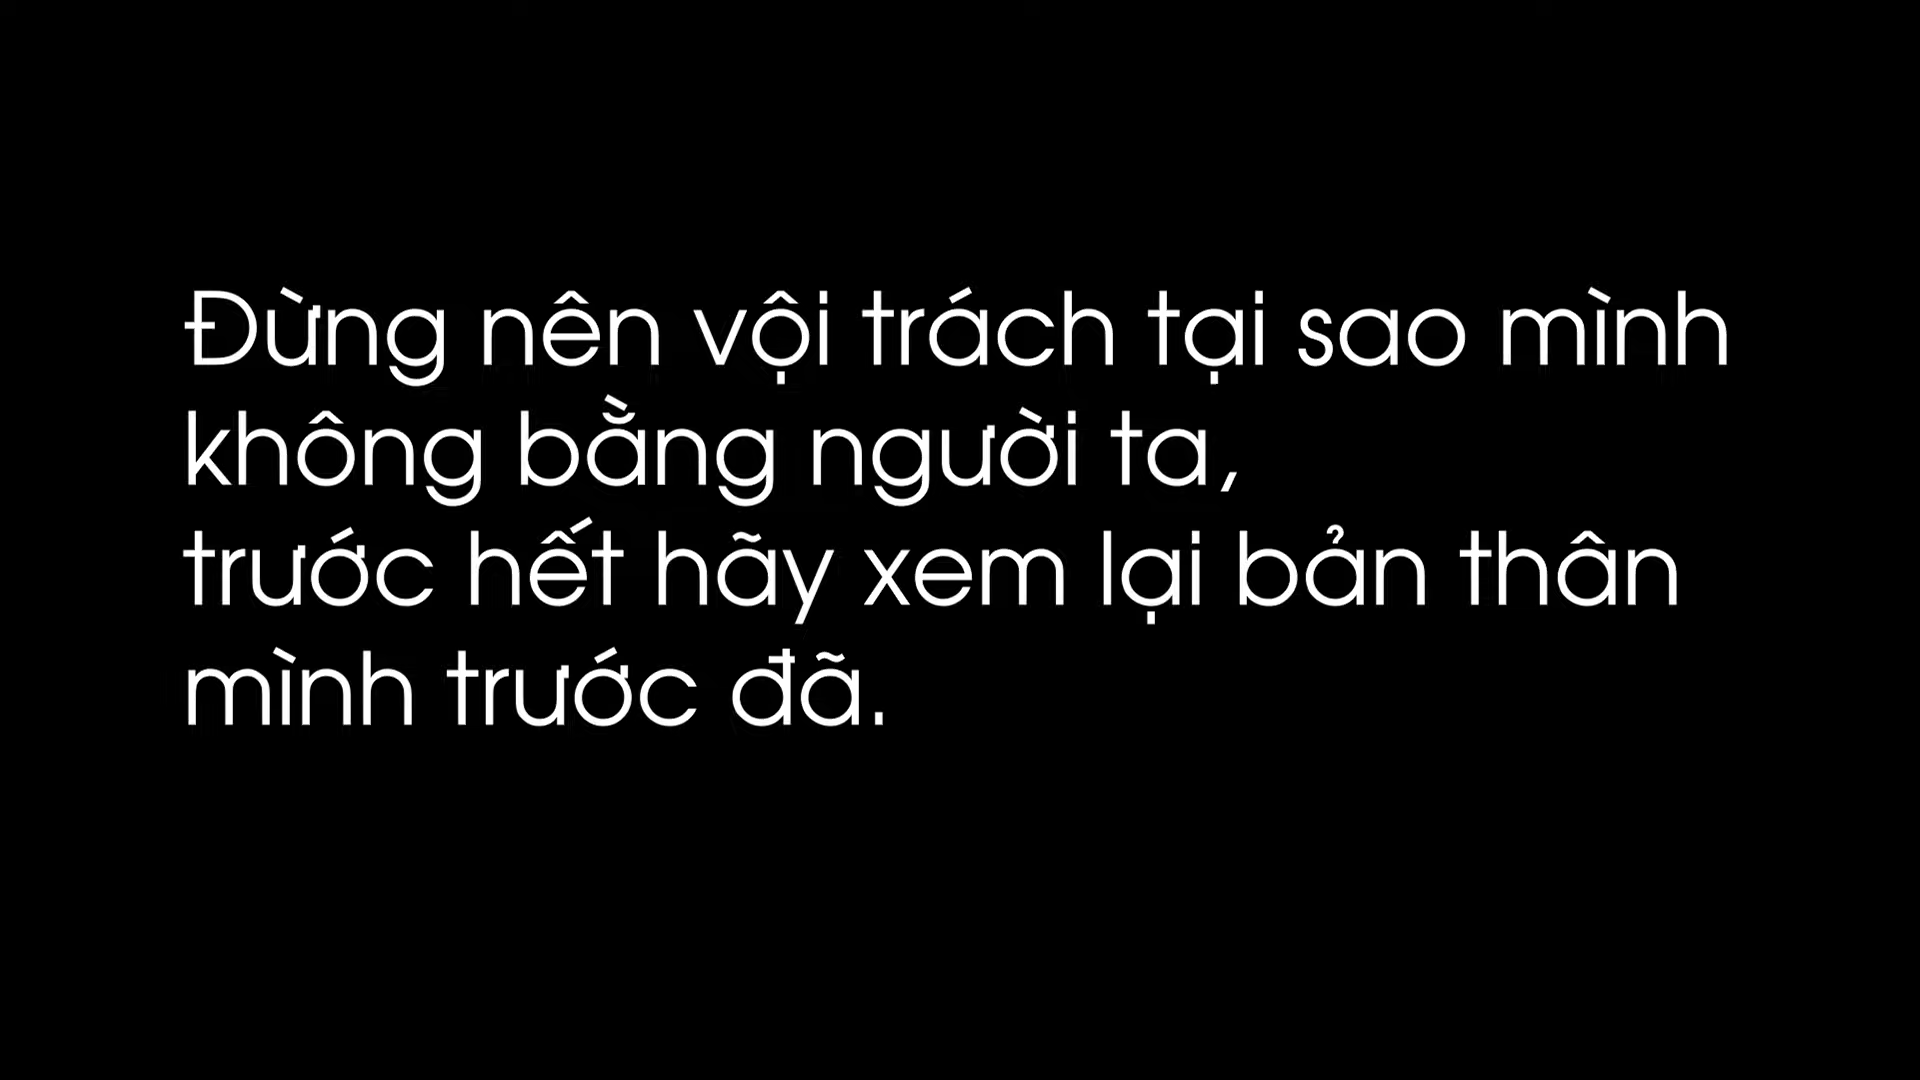 Đừng nên vội trách tại sao mình
không bằng người ta,
trước hết hãy xem lại bản thân
mình trước đã.